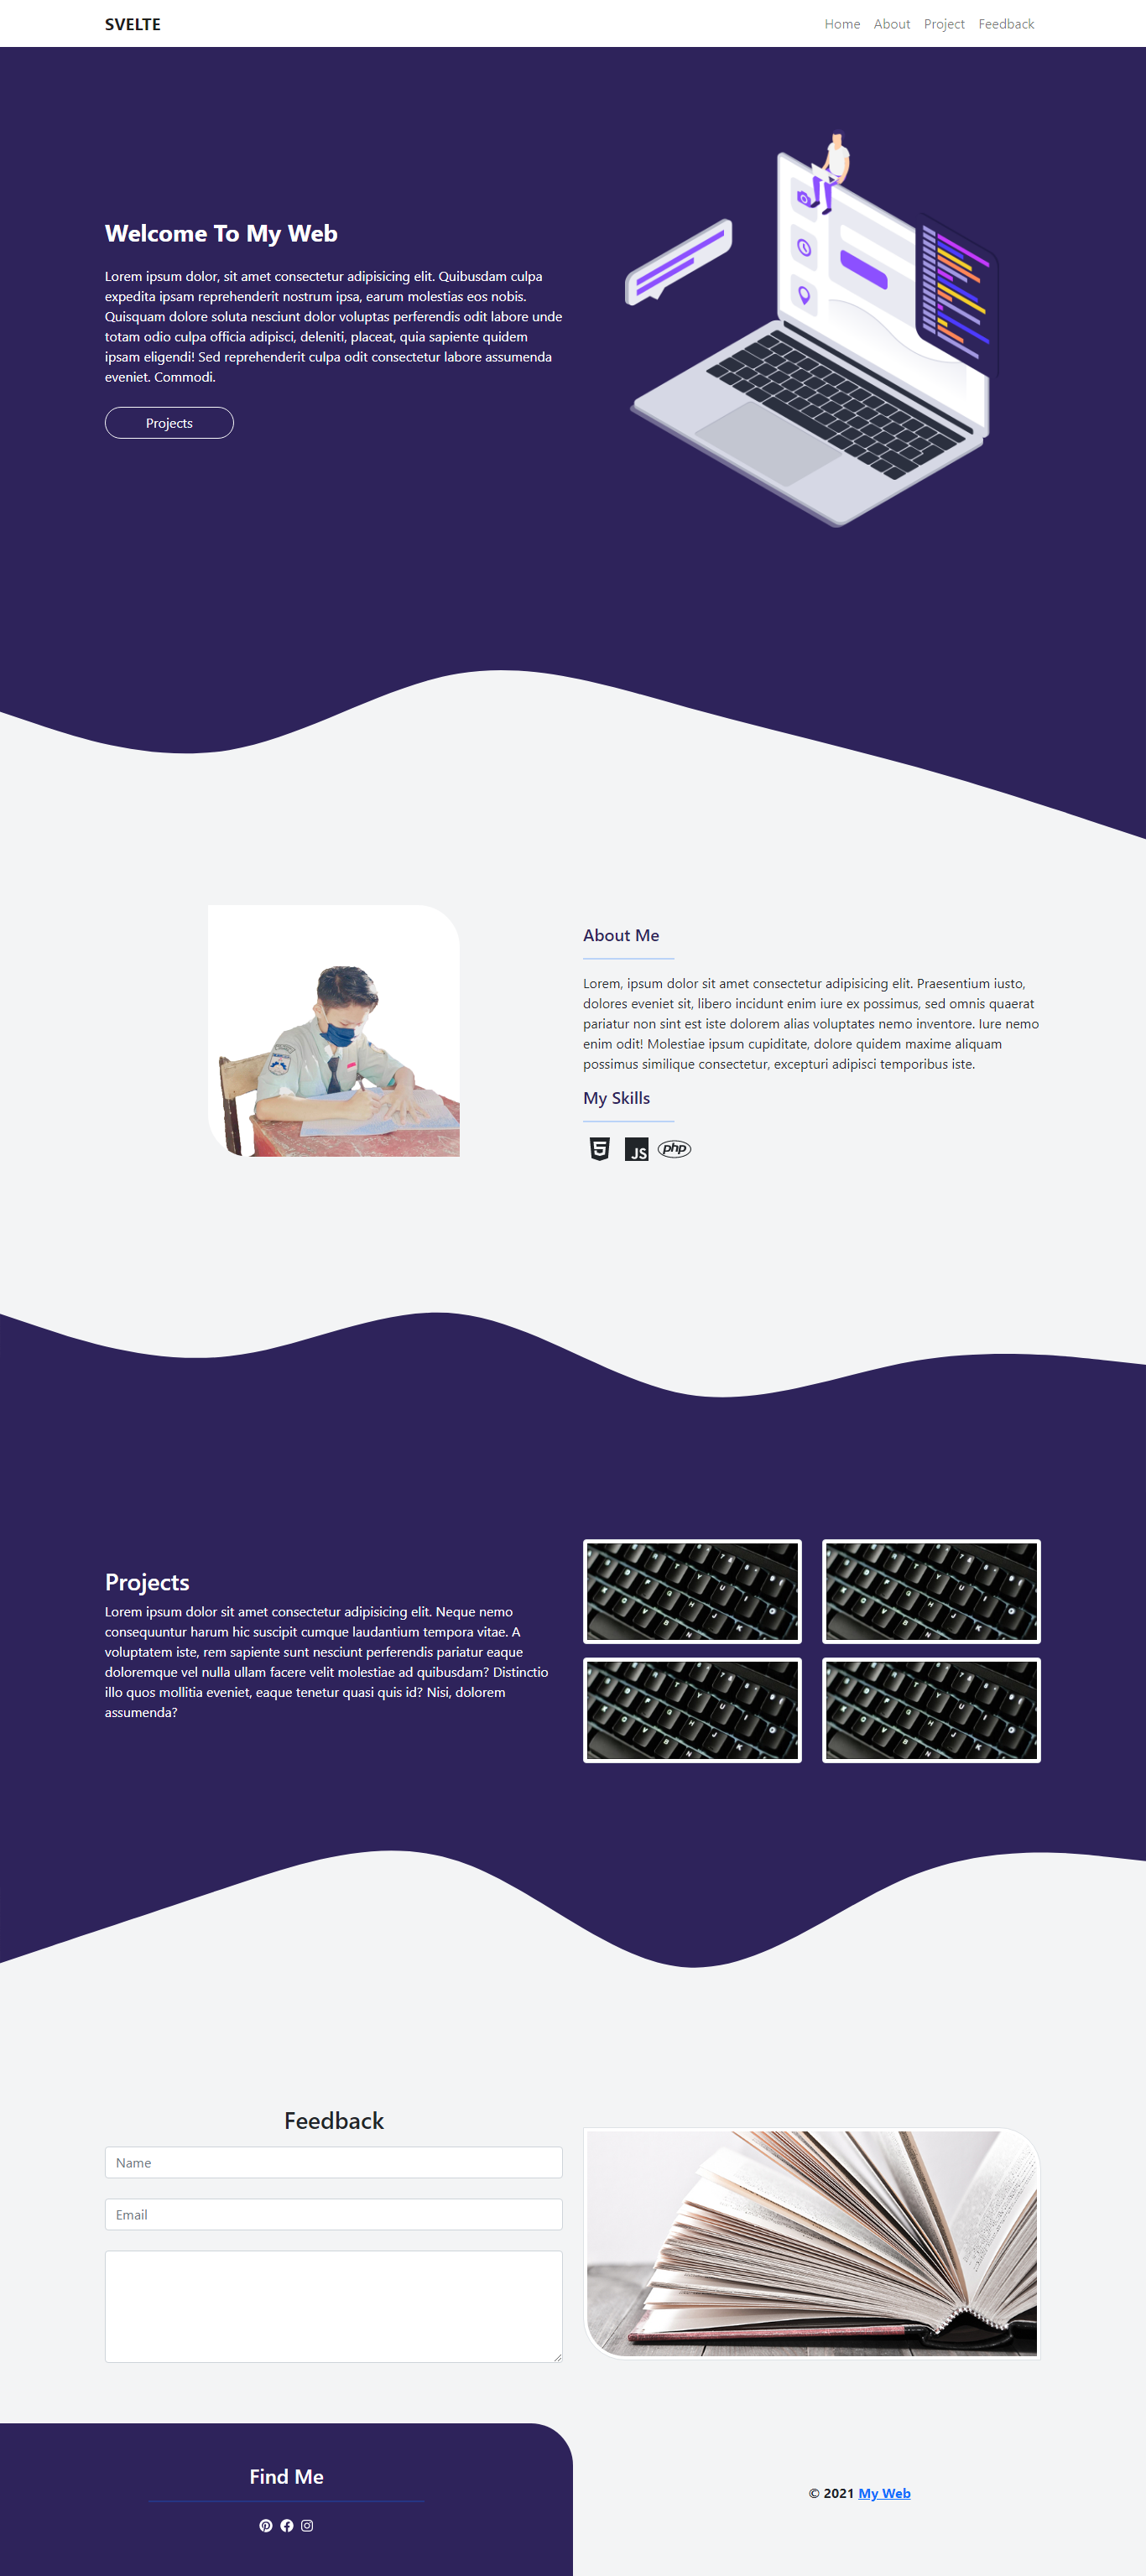 SVELTE
Home About Project Feedback
Welcome To My Web
Lorem ipsum dolor, sit amet consectetur adipisicing elit. Quibusdam culpa
expedita ipsam reprehenderit nostrum ipsa, earum molestias eos nobis.
Quisquam dolore soluta nesciunt dolor voluptas perferendis odit labore unde
totam odio culpa officia adipisci, deleniti, placeat, quia sapiente quidem
ipsam eligendi! Sed reprehenderit culpa odit consectetur labore assumenda
eveniet. Commodi.
Projects
About Me
Lorem, ipsum dolor sit amet consectetur adipisicing elit. Praesentium iusto,
dolores eveniet sit, libero incidunt enim iure ex possimus, sed omnis quaerat
pariatur non sint est iste dolorem alias voluptates nemo inventore. Iure nemo
enim odit! Molestiae ipsum cupiditate, dolore quidem maxime aliquam
possimus similique consectetur, excepturi adipisci temporibus iste.
My Skills
5 JS php
Projects
Lorem ipsum dolor sit amet consectetur adipisicing elit. Neque nemo
consequuntur harum hic suscipit cumque laudantium tempora vitae. A
voluptatem iste, rem sapiente sunt nesciunt perferendis pariatur eaque
doloremque vel nulla ullam facere velit molestiae ad quibusdam? Distinctio
illo quos mollitia eveniet, eaque tenetur quasi quis id? Nisi, dolorem
assumenda?
Feedback
Name
Email
Find Me
© 2021 My Web